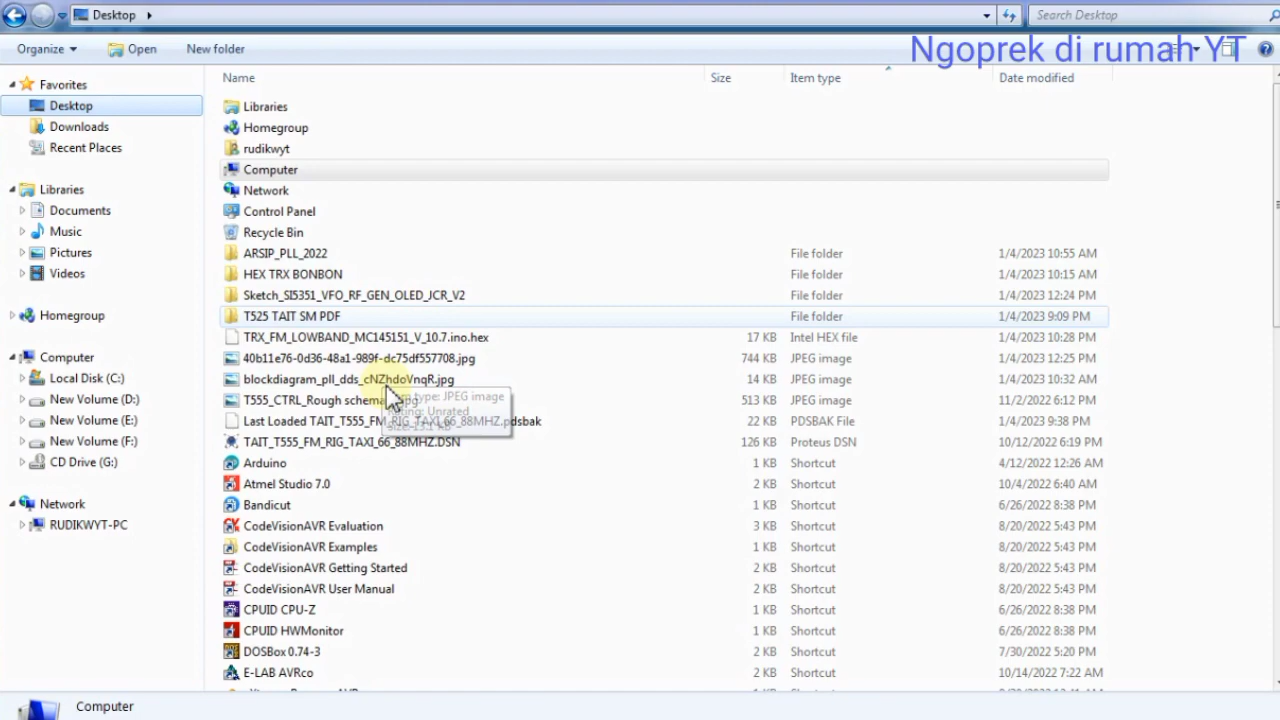 Desktop
Search Desktop
Organize
Open
New folder
Ngoprek di rumah YT
Name
Size
Item type
Date modified
Favorites
Desktop
Downloads
Recent Places
Libraries
Documents
Music
Pictures
Videos
Homegroup
Computer
Local Disk (C:)
New Volume (D:)
New Volume (E:)
New Volume (F:)
CD Drive (G:)
Network
RUDIKWYT-PC
Libraries
Homegroup
rudikwyt
Computer
Network
Control Panel
Recycle Bin
ARSIP_PLL_2022 File folder 1/4/2023 10:55 AM
HEX TRX BONBON File folder 1/4/2023 10:15 AM
Sketch_SI5351_VFO_RF_GEN_OLED_JCR_V2 File folder 1/4/2023 12:24 PM
T525 TAIT SM PDF File folder 1/4/2023 9:09 PM
TRX_FM_LOWBAND_MC145151_V_10.7.ino.hex 17 KB Intel HEX file 1/4/2023 10:28 PM
40b11e76-0d36-48a1-989f-dc75df557708.jpg 744 KB JPEG image 1/4/2023 12:25 PM
blockdiagram_pll_dds_cNZhdoVnqR.jpg 14 KB JPEG image 1/4/2023 10:32 AM
T555_CTRL_Rough 513 KB JPEG image 11/2/2022 6:12 PM
type: JPEG image
Rating: Unrated
Last Loaded TAIT_T555_FM_RIG_TAXI_66_88MHZ.pdsbak 22 KB PDSBAK File 1/4/2023 9:38 PM
TAIT_T555_FM_RIG_TAXI_66_88MHZ.DSN 126 KB Proteus DSN 10/12/2022 6:19 PM
Arduino 1 KB Shortcut 4/12/2022 12:26 AM
Atmel Studio 7.0 1 KB Shortcut 10/4/2022 6:40 AM
Bandicut 1 KB Shortcut 6/26/2022 8:38 PM
CodeVisionAVR Evaluation 3 KB Shortcut 8/20/2022 5:43 PM
CodeVisionAVR Examples 1 KB Shortcut 8/20/2022 5:43 PM
CodeVisionAVR Getting Started 2 KB Shortcut 8/20/2022 5:43 PM
CodeVisionAVR User Manual 2 KB Shortcut 8/20/2022 5:43 PM
CPUID CPU-Z 1 KB Shortcut 6/26/2022 8:38 PM
CPUID HWMonitor 1 KB Shortcut 6/26/2022 8:38 PM
DOSBox 0.74-3 2 KB Shortcut 7/30/2022 5:20 PM
E-LAB AVRco 2 KB Shortcut 10/14/2022 7:22 AM
Computer